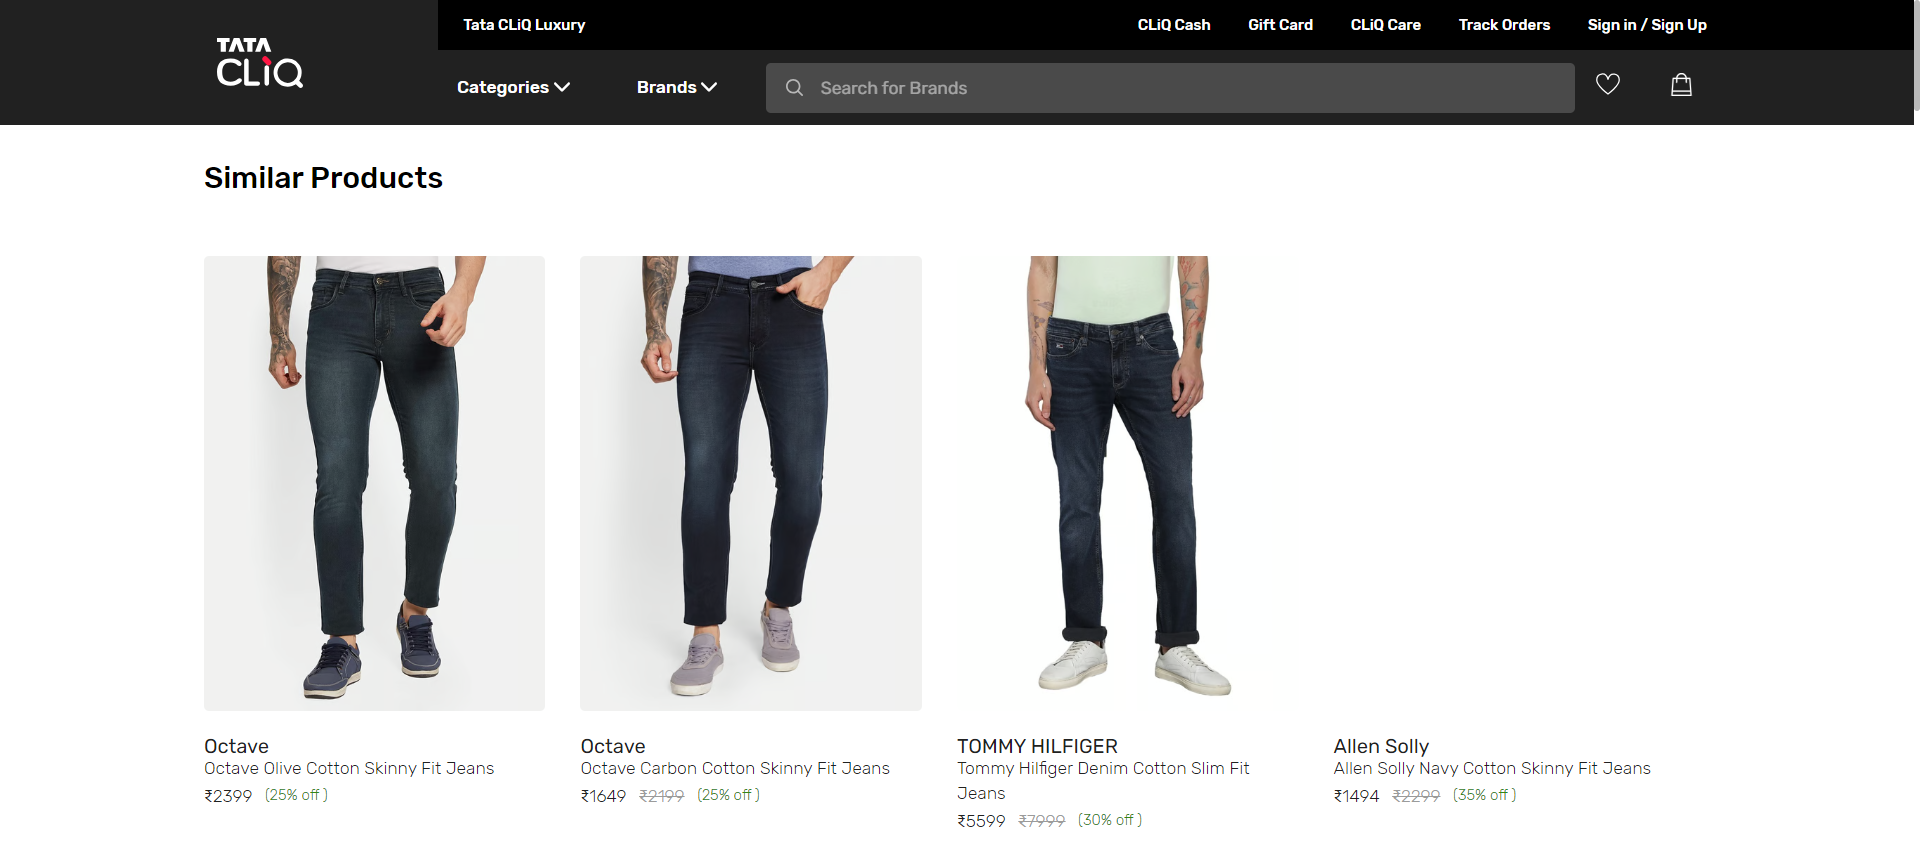 Tata CLiQ Luxury
CLiQ Cash
Gift Card
CLiQ Care
Track Orders
Sign in / Sign Up
TATA
CLiQ
Categories
Brands
Search for Brands
Similar Products
Octave
Octave Olive Cotton Skinny Fit Jeans
₹2399 (25% off )
Octave
Octave Carbon Cotton Skinny Fit Jeans
₹1649 ₹2199 (25% off )
TOMMY HILFIGER
Tommy Hilfiger Denim Cotton Slim Fit
Jeans
₹5599 ₹7999 (30% off )
Allen Solly
Allen Solly Navy Cotton Skinny Fit Jeans
₹1494 ₹2299 (35% off )